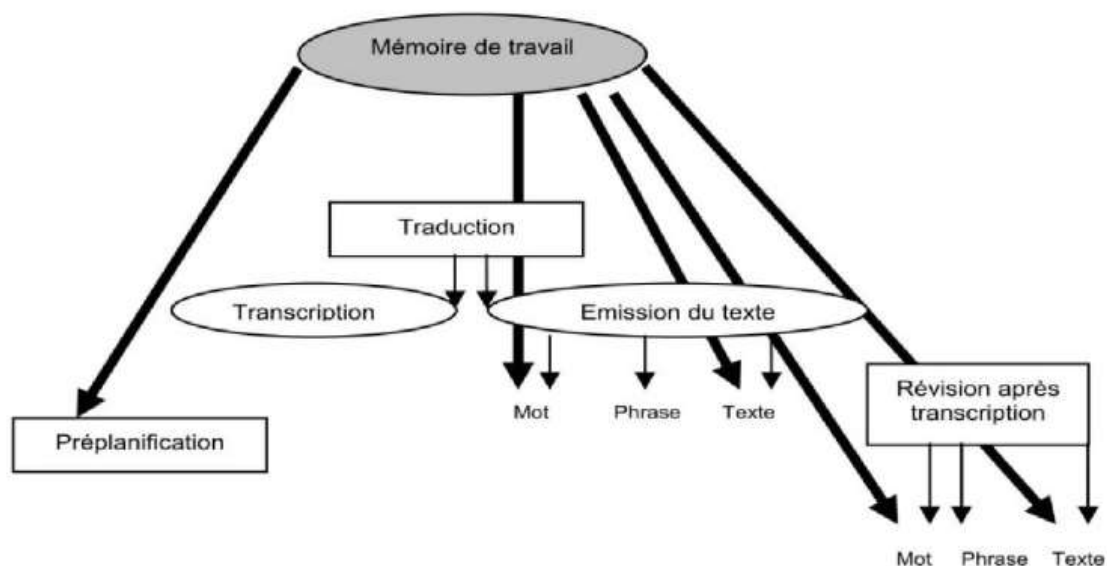 Mémoire de travail
Traduction
Transcription
Emission du texte
Mot
Phrase
Texte
Révision après
transcription
Préplanification
Mot
Phrase
Texte